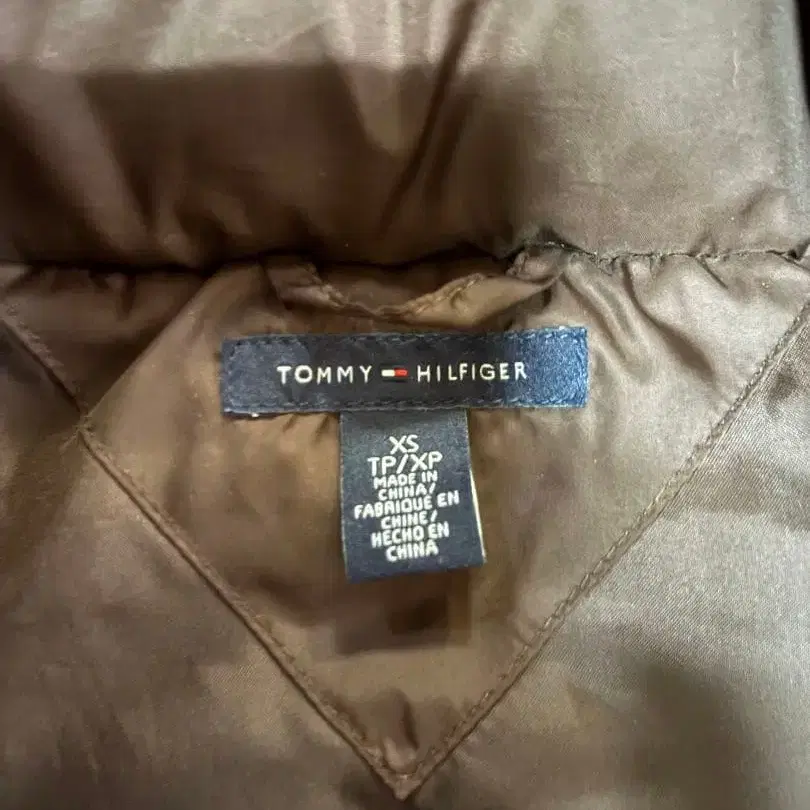 TOMMY HILFIGER
XS
TP/XP
MADE IN
CHINA/
FABRIQUE EN
CHINE/
HECHO EN
CHINA